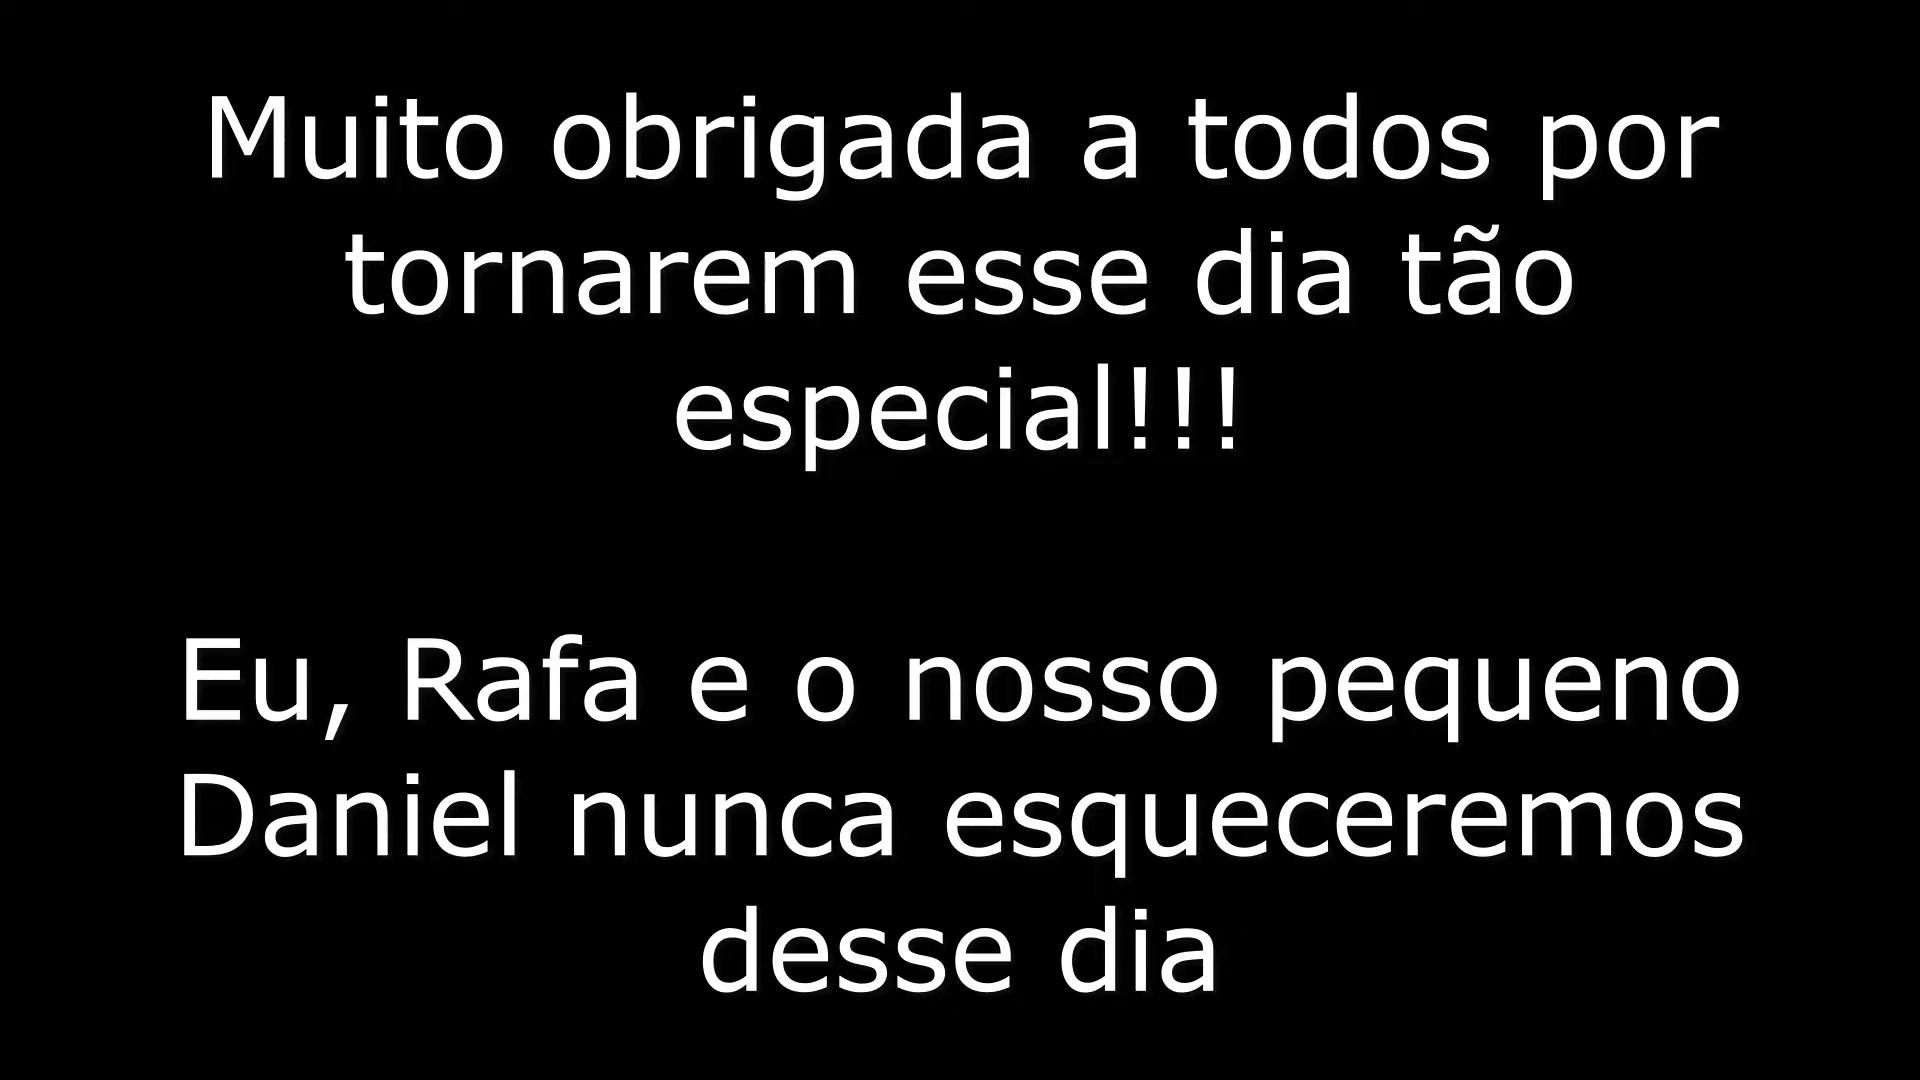 Muito obrigada a todos por
tornarem esse dia tão
especial!!!
Eu, Rafa e o nosso pequeno
Daniel nunca esqueceremos
desse dia